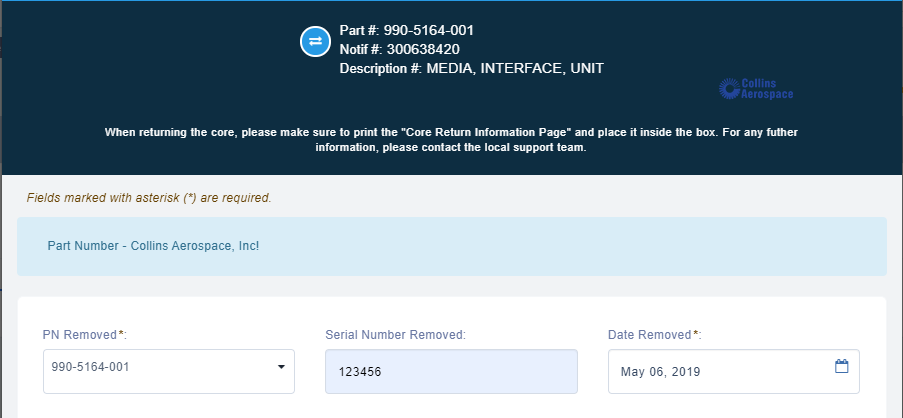 Part #: 990-5164-001
Notif #: 300638420
Description #: MEDIA, INTERFACE, UNIT
Collins
Aerospace
When returning the core, please make sure to print the "Core Return Information Page" and place it inside the box. For any futher
information, please contact the local support team.
Fields marked with asterisk (*) are required.
Part Number - Collins Aerospace, Inc!
PN Removed*: Serial Number Removed: Date Removed*:
990-5164-001 123456 May 06, 2019